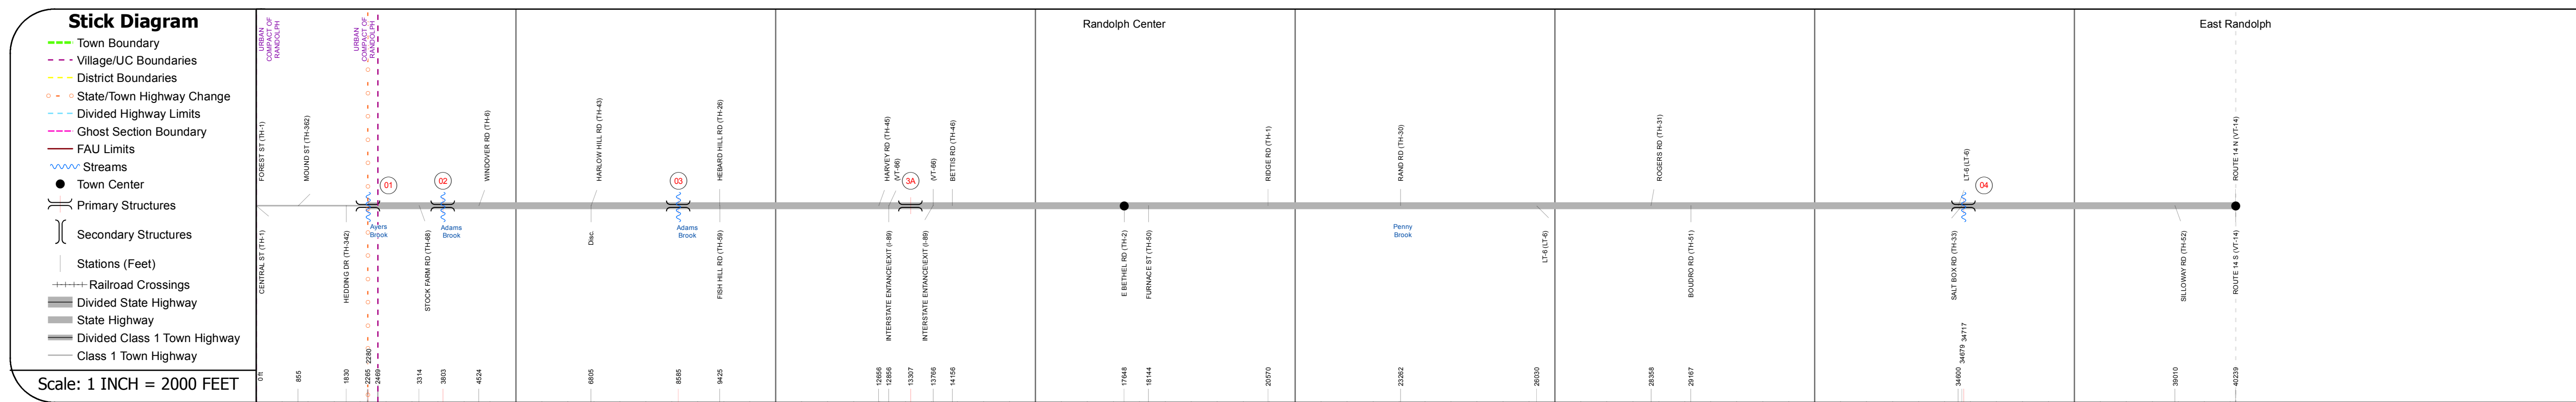 Stick Diagram
Town Boundary
Village/UC Boundaries
District Boundaries
State/Town Highway Change
Divided Highway Limits
Ghost Section Boundary
FAU Limits
Streams
Town Center
Primary Structures
Secondary Structures
Stations (Feet)
Railroad Crossings
Divided State Highway
State Highway
Divided Class 1 Town Highway
Class 1 Town Highway
Scale: 1 INCH = 2000 FEET
URBAN
COMPACT OF
RANDOLPH
URBAN
COMPACT OF
RANDOLPH
Randolph Center
East Randolph
FOREST ST (TH-1)
MOUND ST (TH-362)
WINDOVER RD (TH-6)
HARLOW HILL RD (TH-43)
HEBARD HILL RD (TH-26)
HARVEY RD (TH-45)
(VT-66)
(VT-66)
BETTIS RD (TH-46)
RIDGE RD (TH-1)
RAND RD (TH-30)
ROGERS RD (TH-31)
LT-6 (LT-6)
ROUTE 14 N (VT-14)
01
02
03
3A
04
Ayers
Brook
Adams
Brook
Adams
Brook
Penny
Brook
CENTRAL ST (TH-1)
HEDDING DR (TH-342)
STOCK FARM RD (TH-68)
Disc.
FISH HILL RD (TH-59)
INTERSTATE ENTANCE\EXIT (I-89)
INTERSTATE ENTANCE\EXIT (I-89)
E BETHEL RD (TH-2)
FURNACE ST (TH-50)
LT-6 (LT-6)
BOUDRO RD (TH-51)
SALT BOX RD (TH-33)
SILLOWAY RD (TH-52)
ROUTE 14 S (VT-14)
0 ft
855
1830
2265
2280
2469
3314
3803
4524
6805
8585
9425
12656
12856
13307
13766
14156
17648
18144
20570
23262
26030
28358
29167
34600
34679
34717
39010
40239